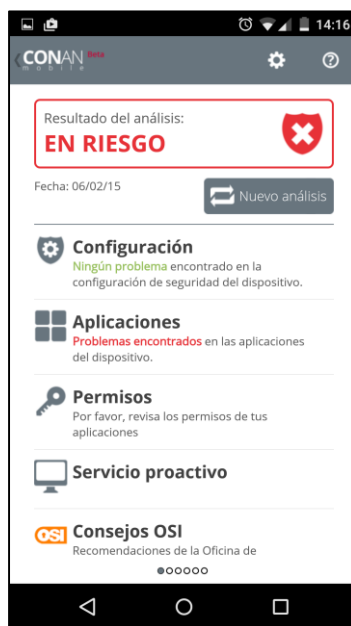 14:16
CONAN Beta
mobile
Resultado del análisis:
EN RIESGO
Fecha: 06/02/15
Nuevo análisis
Configuración
Ningún problema encontrado en la
configuración de seguridad del dispositivo.
Aplicaciones
Problemas encontrados en las aplicaciones
del dispositivo.
Permisos
Por favor, revisa los permisos de tus
aplicaciones
Servicio proactivo
OSI Consejos OSI
Recomendaciones de la Oficina de